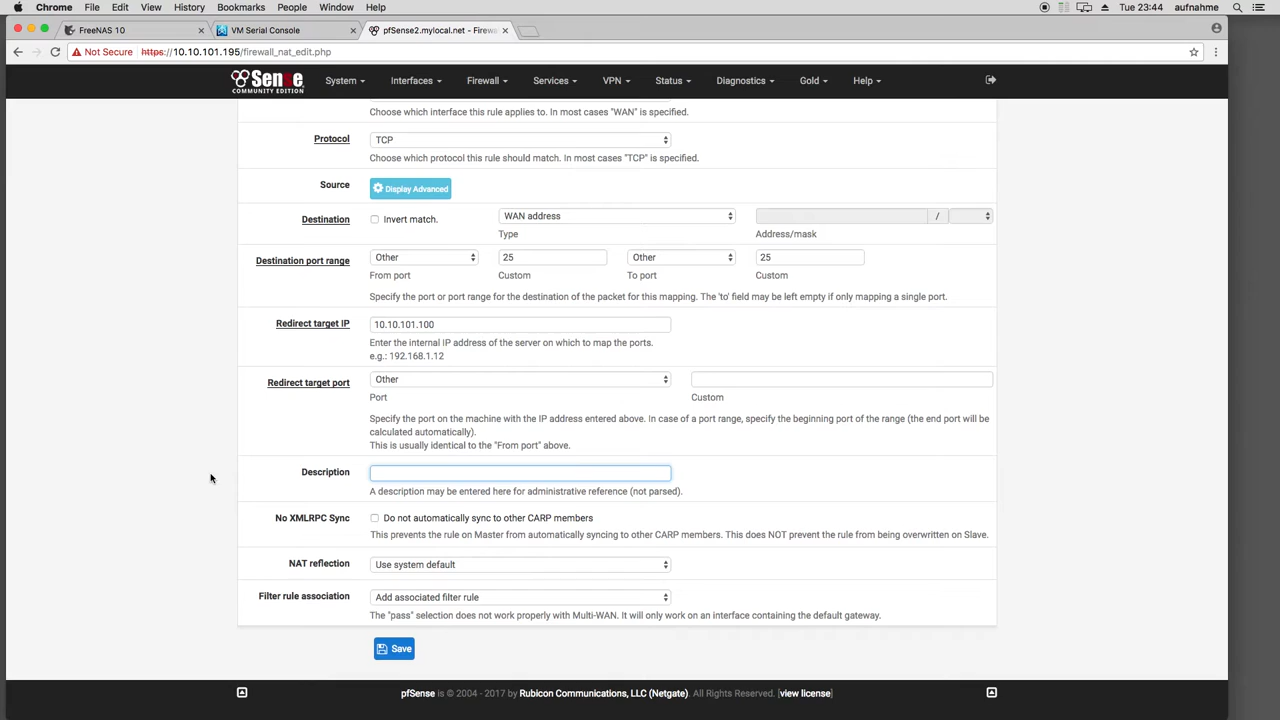 Chrome File Edit View History Bookmarks People Window Help Tue 23:44 aufnahme
FreeNAS 10 VM Serial Console pfSense2.mylocal.net - Firewa
Not Secure https://10.10.101.195/firewall_nat_edit.php
Sense COMMUNITY EDITION System Interfaces Firewall Services VPN Status Diagnostics Gold Help
Choose which interface this rule applies to. In most cases "WAN" is specified.
Protocol TCP
Choose which protocol this rule should match. In most cases "TCP" is specified.
Source Display Advanced
Destination Invert match. WAN address /
Type Address/mask
Destination port range Other 25 Other 25
From port Custom To port Custom
Specify the port or port range for the destination of the packet for this mapping. The 'to' field may be left empty if only mapping a single port.
Redirect target IP 10.10.101.100
Enter the internal IP address of the server on which to map the ports.
e.g.: 192.168.1.12
Redirect target port Other
Port Custom
Specify the port on the machine with the IP address entered above. In case of a port range, specify the beginning port of the range (the end port will be
calculated automatically).
This is usually identical to the "From port" above.
Description
A description may be entered here for administrative reference (not parsed).
No XMLRPC Sync Do not automatically sync to other CARP members
This prevents the rule on Master from automatically syncing to other CARP members. This does NOT prevent the rule from being overwritten on Slave.
NAT reflection Use system default
Filter rule association Add associated filter rule
The "pass" selection does not work properly with Multi-WAN. It will only work on an interface containing the default gateway.
Save
pfSense is © 2004 - 2017 by Rubicon Communications, LLC (Netgate). All Rights Reserved. [view license]